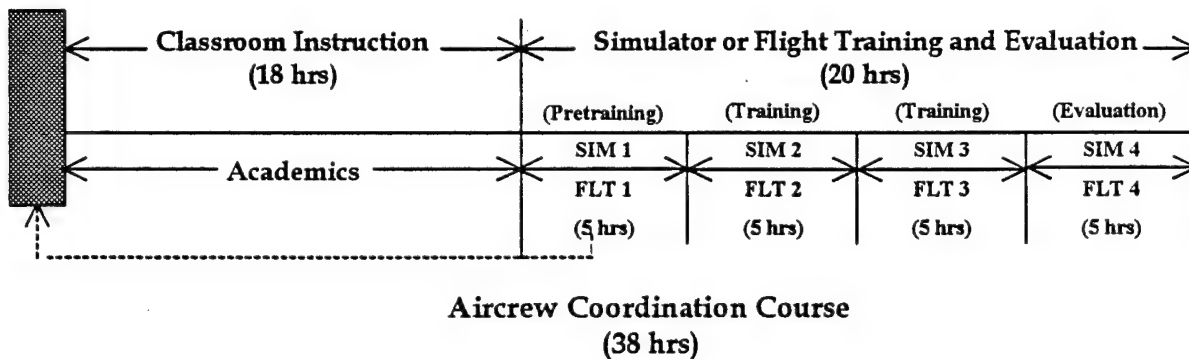 Classroom Instruction
(18 hrs)
Simulator or Flight Training and Evaluation
(20 hrs)
(Pretraining) (Training) (Training) (Evaluation)
Academics
SIM 1 SIM 2 SIM 3 SIM 4
FLT 1 FLT 2 FLT 3 FLT 4
(5 hrs) (5 hrs) (5 hrs) (5 hrs)
Aircrew Coordination Course
(38 hrs)